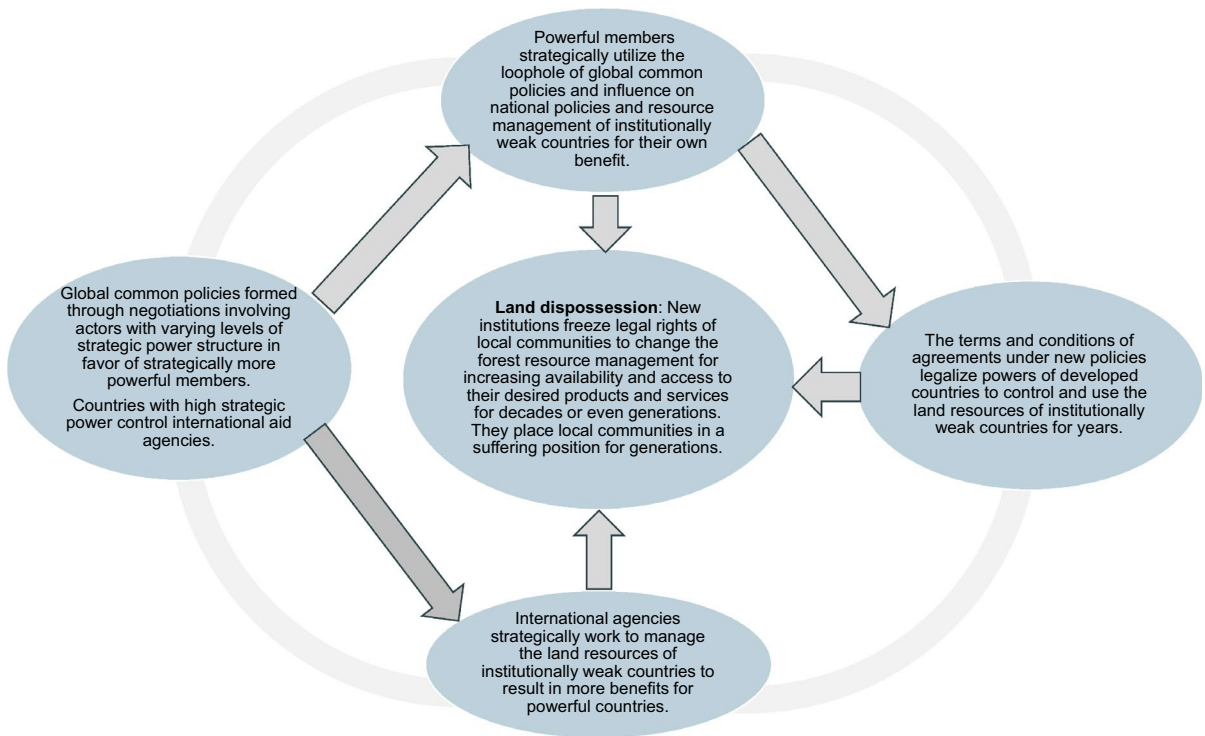 Powerful members
strategically utilize the
loophole of global common
policies and influence on
national policies and resource
management of institutionally
weak countries for their own
benefit.
Global common policies formed
through negotiations involving
actors with varying levels of
strategic power structure in
favor of strategically more
powerful members.
Countries with high strategic
power control international aid
agencies.
Land dispossession: New
institutions freeze legal rights of
local communities to change the
forest resource management for
increasing availability and access to
their desired products and services
for decades or even generations.
They place local communities in a
suffering position for generations.
The terms and conditions of
agreements under new policies
legalize powers of developed
countries to control and use the
land resources of institutionally
weak countries for years.
International agencies
strategically work to manage
the land resources of
institutionally weak countries to
result in more benefits for
powerful countries.